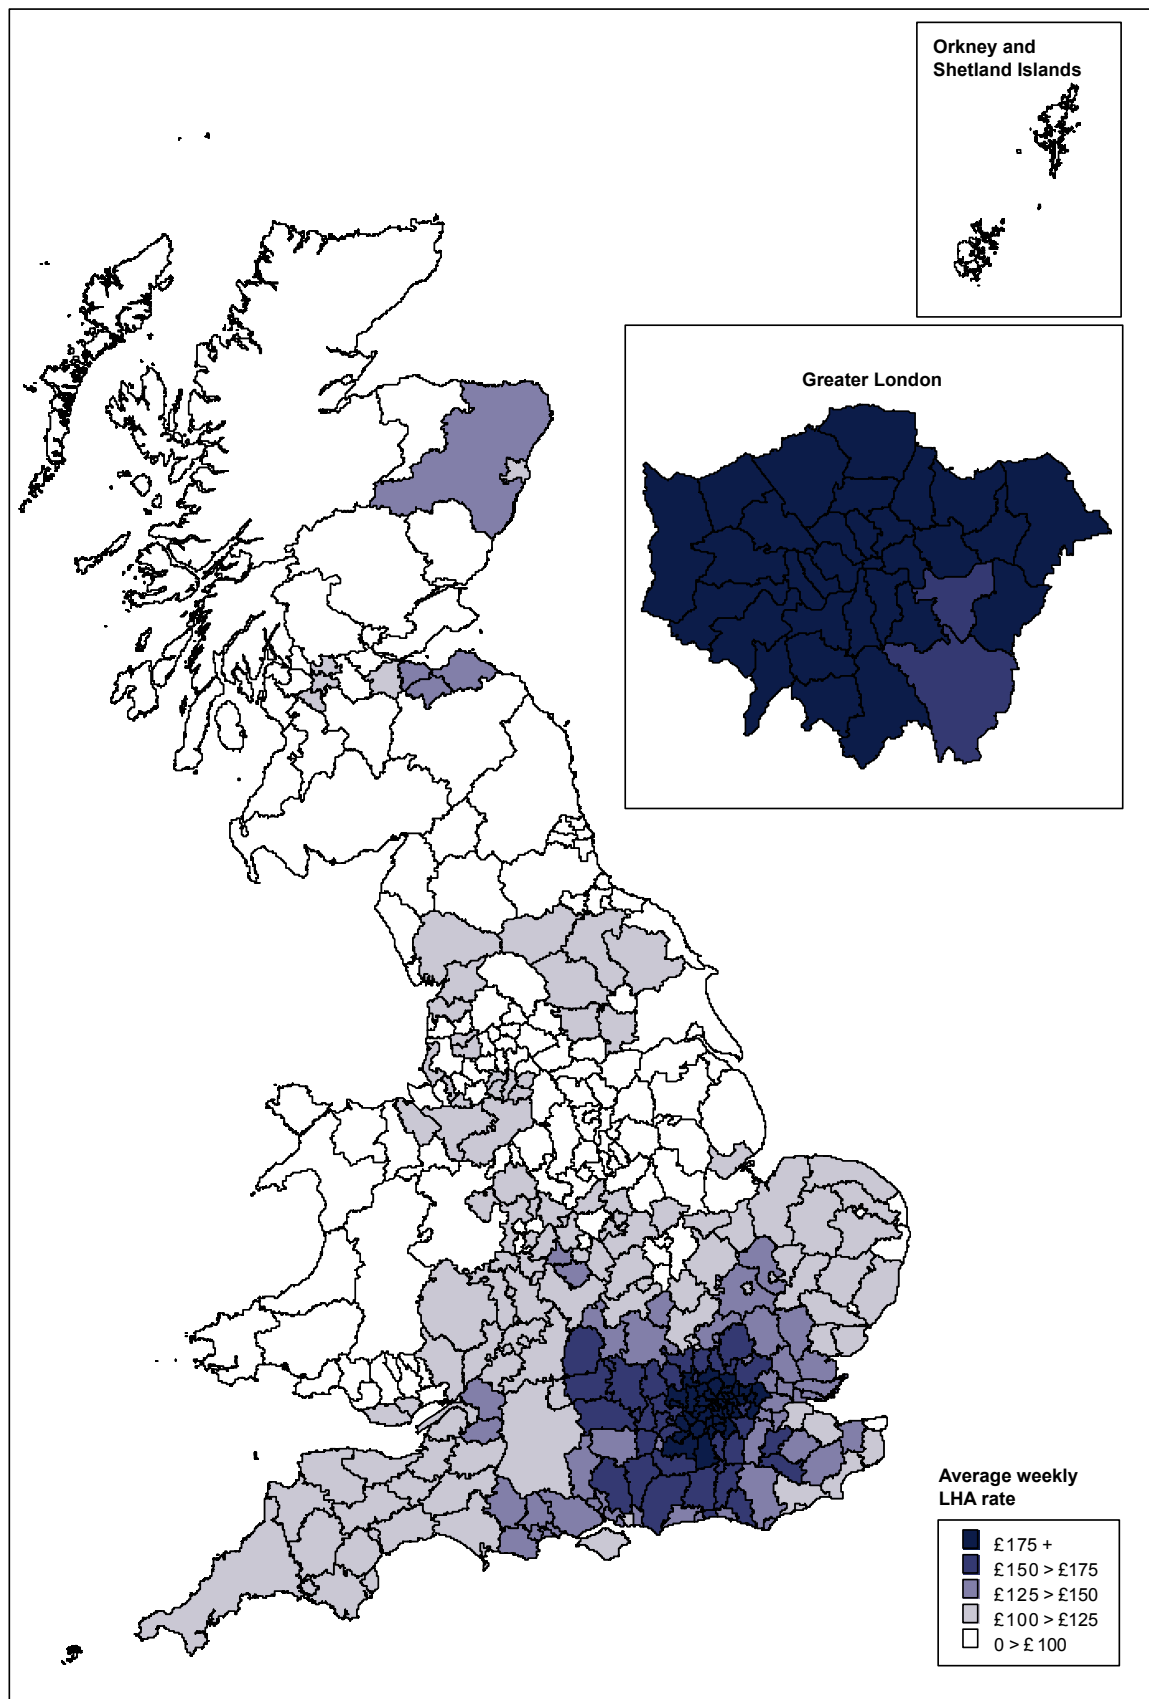 Orkney and
Shetland Islands
Greater London
Average weekly
LHA rate
£175 +
£150 > £175
£125 > £150
£100 > £125
0 > £100